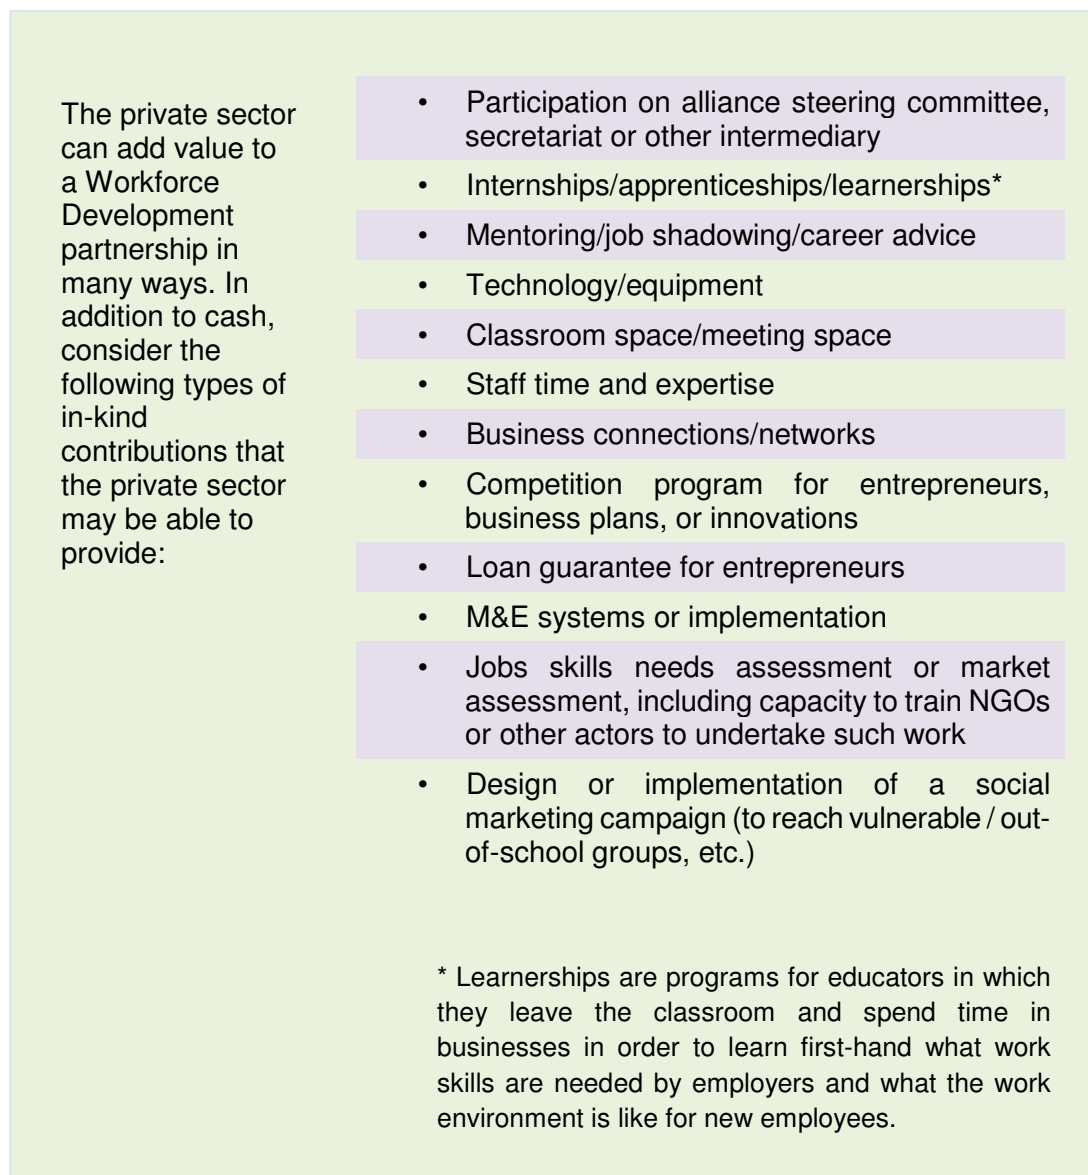 The private sector
can add value to
a Workforce
Development
partnership in
many ways. In
addition to cash,
consider the
following types of
in-kind
contributions that
the private sector
may be able to
provide:
• Participation on alliance steering committee,
secretariat or other intermediary
• Internships/apprenticeships/learnerships*
• Mentoring/job shadowing/career advice
• Technology/equipment
• Classroom space/meeting space
• Staff time and expertise
• Business connections/networks
• Competition program for entrepreneurs,
business plans, or innovations
• Loan guarantee for entrepreneurs
• M&E systems or implementation
• Jobs skills needs assessment or market
assessment, including capacity to train NGOs
or other actors to undertake such work
• Design or implementation of a social
marketing campaign (to reach vulnerable / out-
of-school groups, etc.)
* Learnerships are programs for educators in which
they leave the classroom and spend time in
businesses in order to learn first-hand what work
skills are needed by employers and what the work
environment is like for new employees.